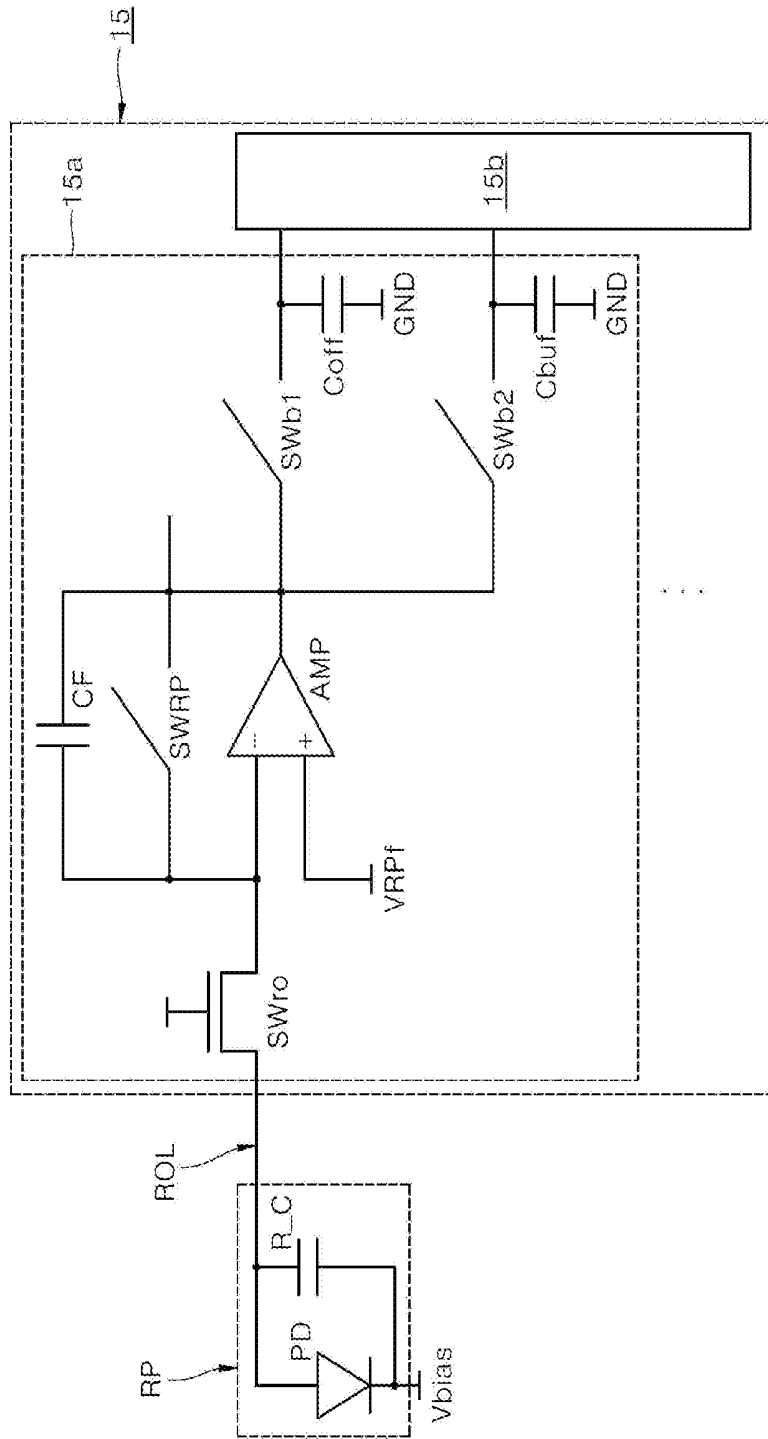 15
15a
15b
CF
SWRP
AMP
-
+
VRPf
SWb1
Coff
GND
SWb2
Cbuf
GND
...
SWro
ROL
RP
R_C
PD
Vbias